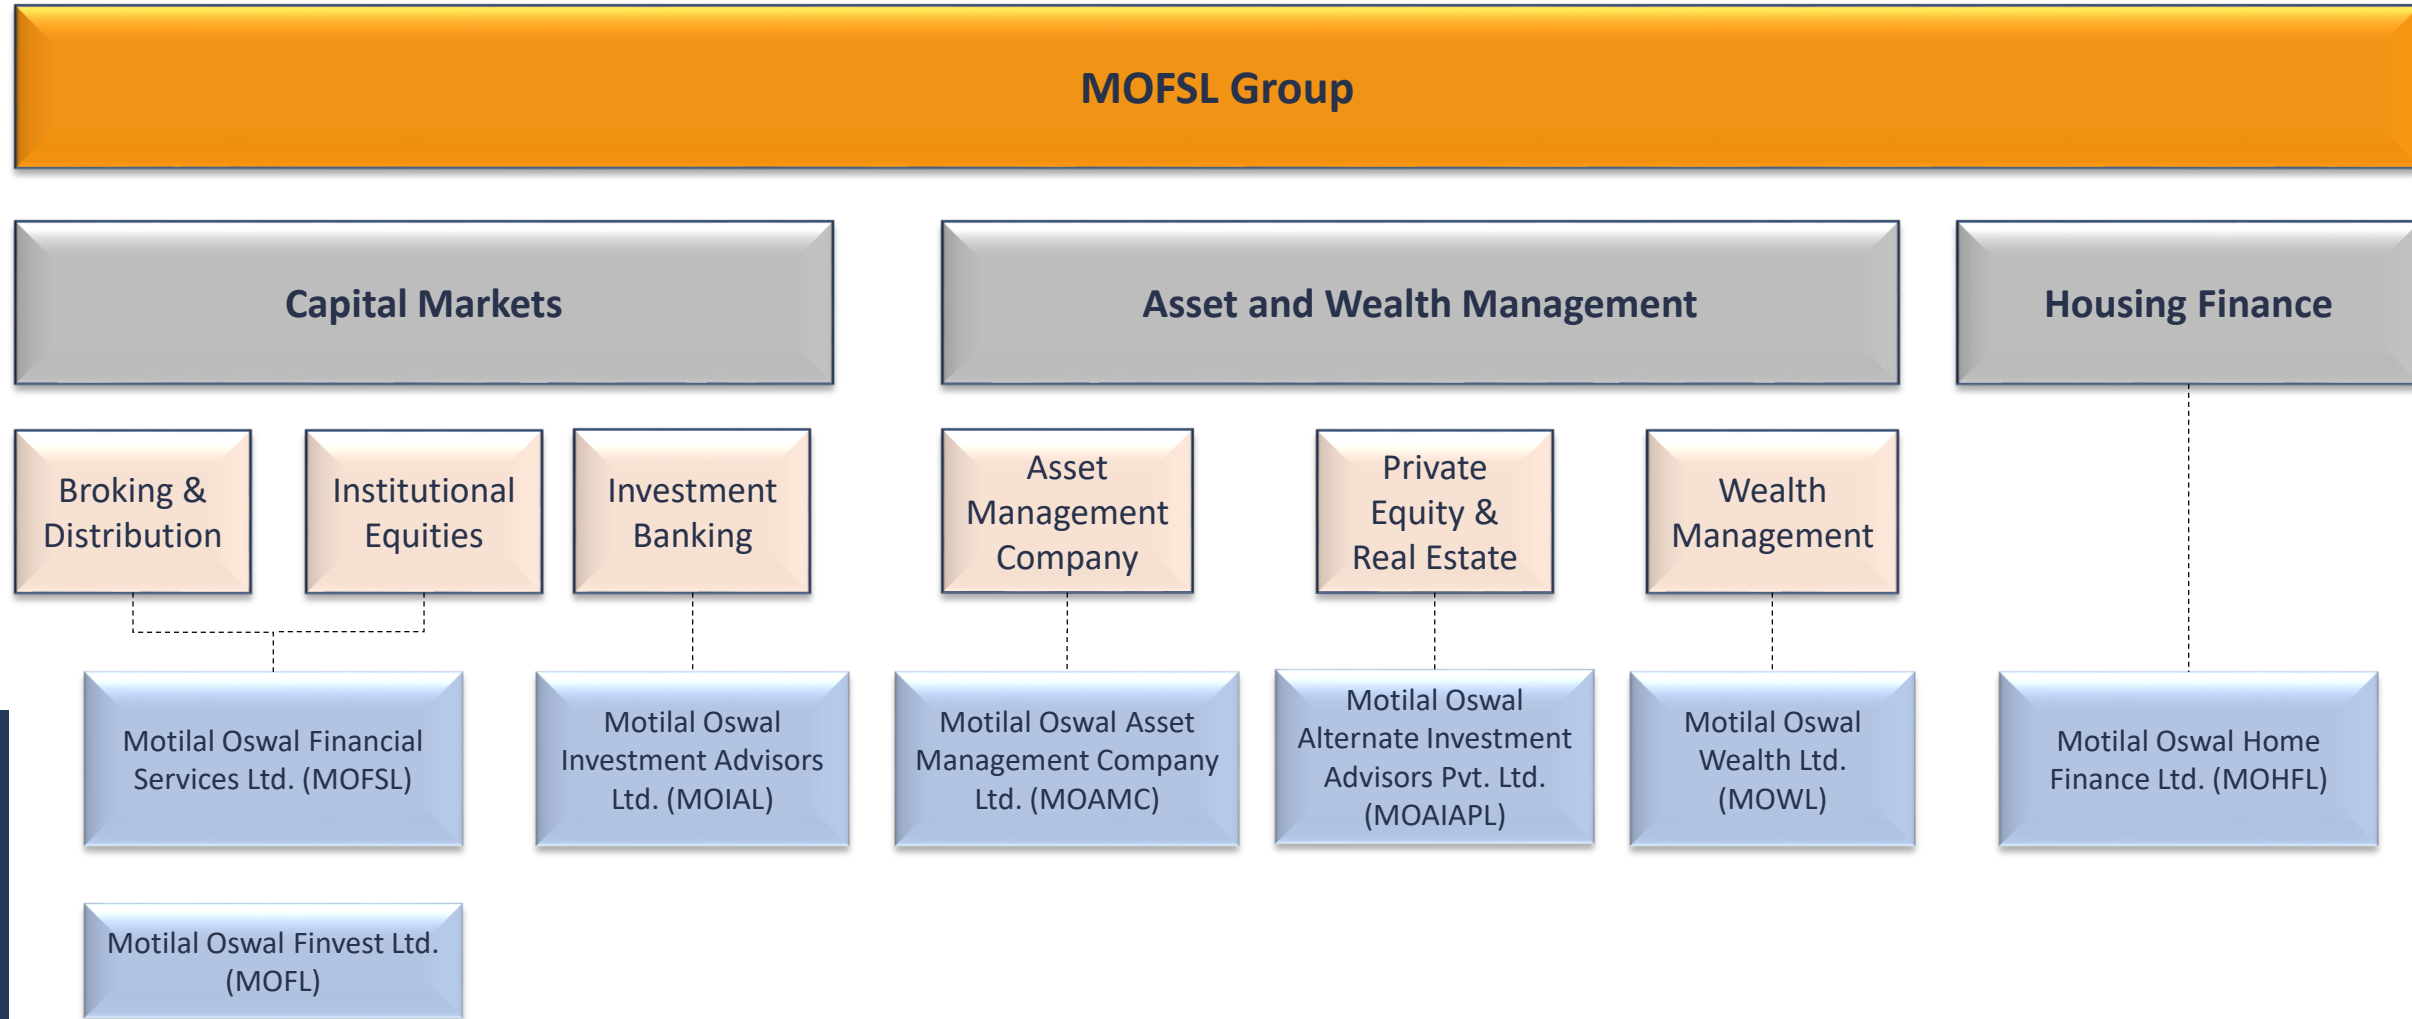 MOFSL Group
Capital Markets
Asset and Wealth Management
Housing Finance
Broking &
Distribution
Institutional
Equities
Investment
Banking
Asset
Management
Company
Private
Equity &
Real Estate
Wealth
Management
Motilal Oswal Financial
Services Ltd. (MOFSL)
Motilal Oswal
Investment Advisors
Ltd. (MOIAL)
Motilal Oswal Asset
Management Company
Ltd. (MOAMC)
Motilal Oswal
Alternate Investment
Advisors Pvt. Ltd.
(MOAIAPL)
Motilal Oswal
Wealth Ltd.
(MOWL)
Motilal Oswal Home
Finance Ltd. (MOHFL)
Motilal Oswal Finvest Ltd.
(MOFL)